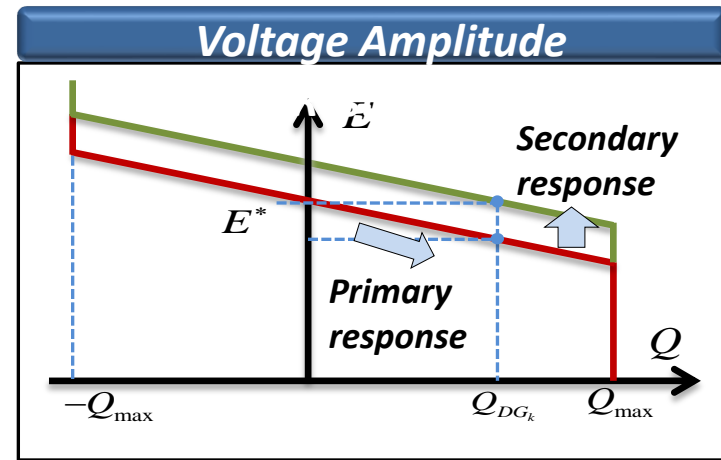 Voltage Amplitude
E
Secondary
response
E*
Primary
response
Q
−Q_max
Q_DG_k
Q_max